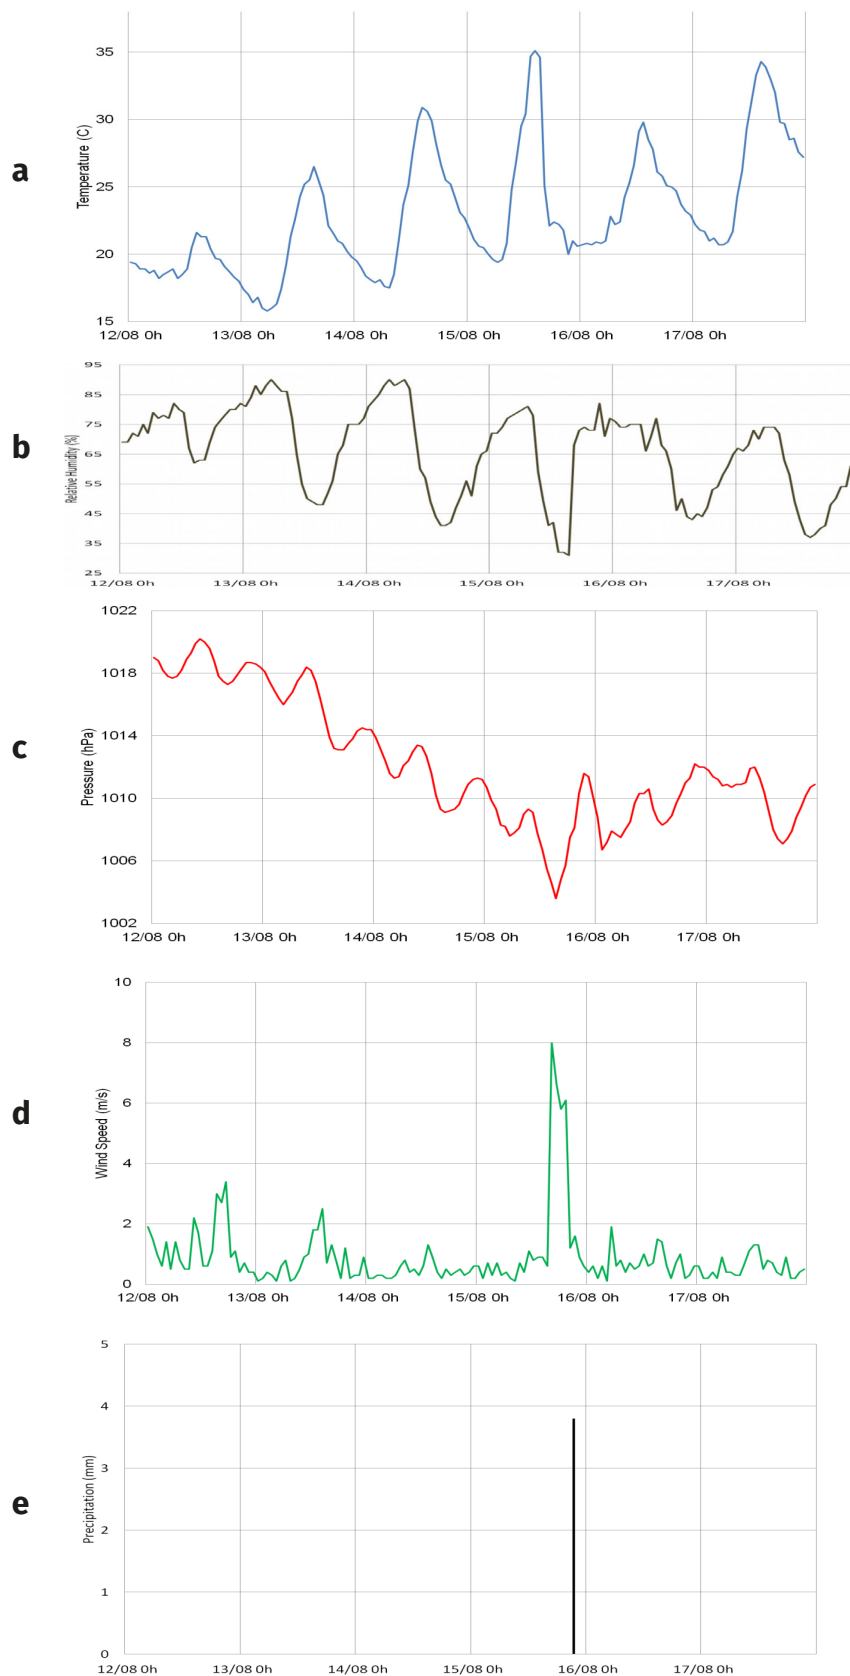 a
Temperature (C)
35
30
25
20
15
12/08 0h 13/08 0h 14/08 0h 15/08 0h 16/08 0h 17/08 0h
b
Relative Humidity (%)
95
85
75
65
55
45
35
25
12/08 0h 13/08 0h 14/08 0h 15/08 0h 16/08 0h 17/08 0h
c
Pressure (hPa)
1022
1018
1014
1010
1006
1002
12/08 0h 13/08 0h 14/08 0h 15/08 0h 16/08 0h 17/08 0h
d
Wind Speed (m/s)
10
8
6
4
2
0
12/08 0h 13/08 0h 14/08 0h 15/08 0h 16/08 0h 17/08 0h
e
Precipitation (mm)
5
4
3
2
1
0
12/08 0h 13/08 0h 14/08 0h 15/08 0h 16/08 0h 17/08 0h